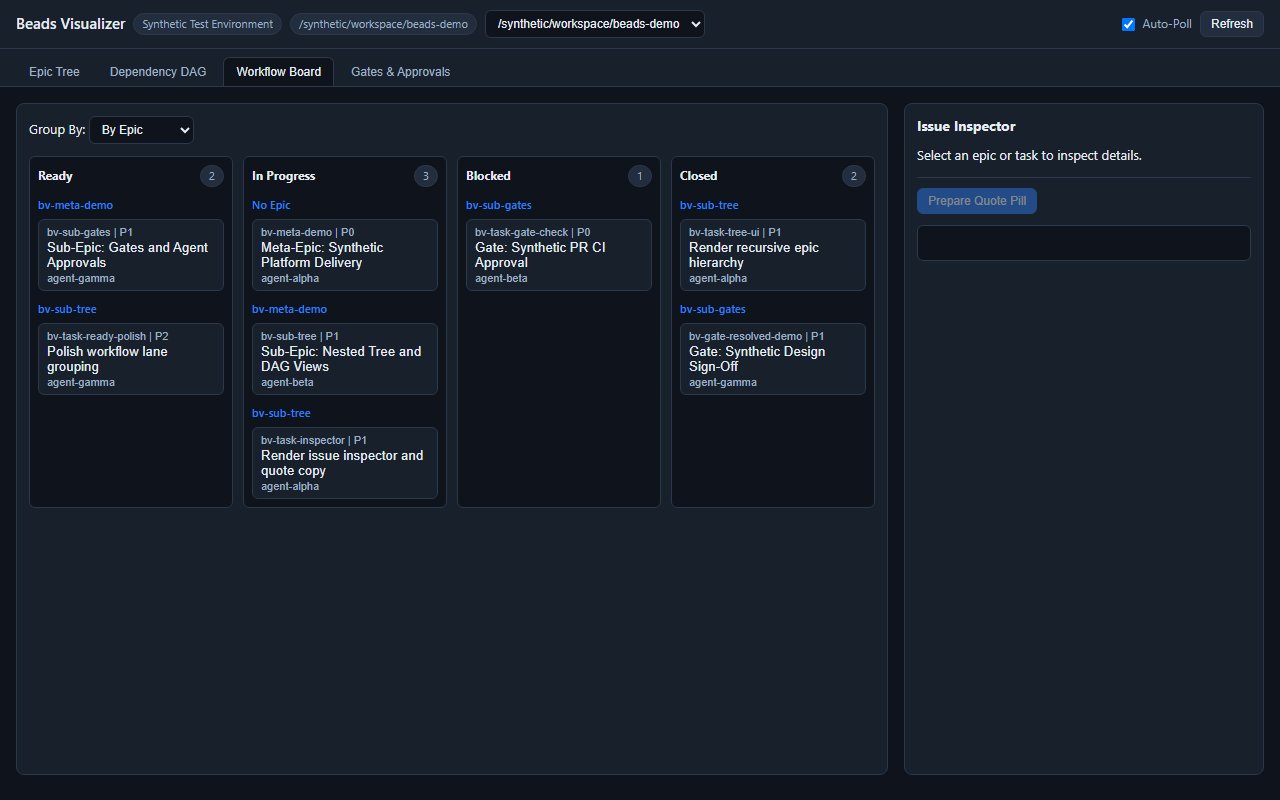 Beads Visualizer
Synthetic Test Environment
/synthetic/workspace/beads-demo
/synthetic/workspace/beads-demo
Auto-Poll
Refresh
Epic Tree
Dependency DAG
Workflow Board
Gates & Approvals
Group By:
By Epic
Ready
2
bv-meta-demo
bv-sub-gates | P1
Sub-Epic: Gates and Agent
Approvals
agent-gamma
bv-sub-tree
bv-task-ready-polish | P2
Polish workflow lane
grouping
agent-gamma
In Progress
3
No Epic
bv-meta-demo | P0
Meta-Epic: Synthetic
Platform Delivery
agent-alpha
bv-meta-demo
bv-sub-tree | P1
Sub-Epic: Nested Tree and
DAG Views
agent-beta
bv-sub-tree
bv-task-inspector | P1
Render issue inspector and
quote copy
agent-alpha
Blocked
1
bv-sub-gates
bv-task-gate-check | P0
Gate: Synthetic PR CI
Approval
agent-beta
Closed
2
bv-sub-tree
bv-task-tree-ui | P1
Render recursive epic
hierarchy
agent-alpha
bv-sub-gates
bv-gate-resolved-demo | P1
Gate: Synthetic Design
Sign-Off
agent-gamma
Issue Inspector
Select an epic or task to inspect details.
Prepare Quote Pill